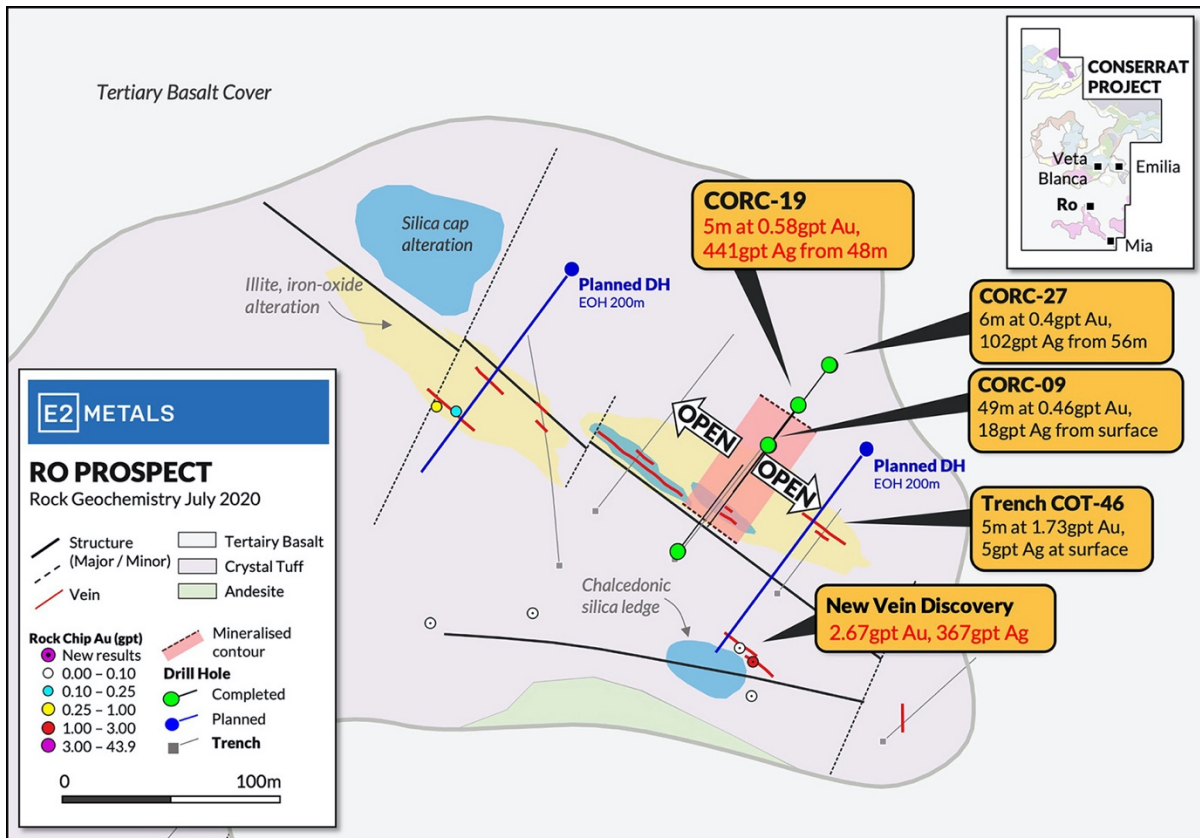 Tertiary Basalt Cover
Silica cap
alteration
Illite, iron-oxide
alteration
Planned DH
EOH 200m
CORC-19
5m at 0.58gpt Au,
441gpt Ag from 48m
CONSERRAT
PROJECT
Veta
Blanca
Emilia
Ro
Mia
CORC-27
6m at 0.4gpt Au,
102gpt Ag from 56m
CORC-09
49m at 0.46gpt Au,
18gpt Ag from surface
OPEN
OPEN
Planned DH
EOH 200m
Trench COT-46
5m at 1.73gpt Au,
5gpt Ag at surface
Chalcedonic
silica ledge
New Vein Discovery
2.67gpt Au, 367gpt Ag
E2 METALS
RO PROSPECT
Rock Geochemistry July 2020
Structure
(Major / Minor)
Vein
Tertairy Basalt
Crystal Tuff
Andesite
Rock Chip Au (gpt)
New results
0.00 – 0.10
0.10 – 0.25
0.25 – 1.00
1.00 – 3.00
3.00 – 43.9
Mineralised
contour
Drill Hole
Completed
Planned
Trench
0 100m